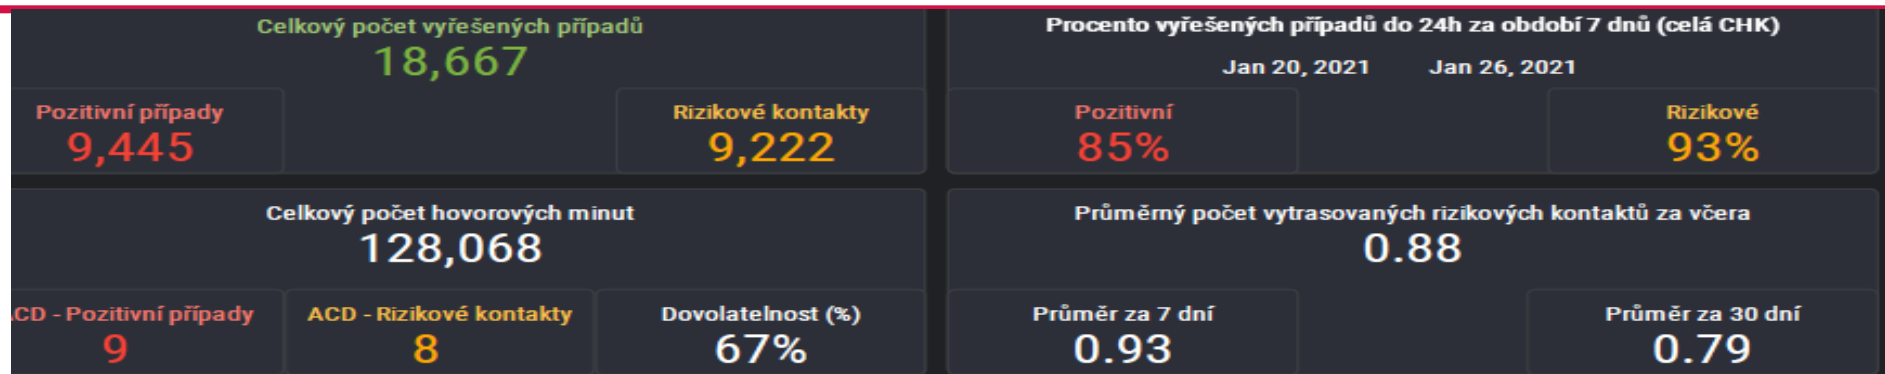 Celkový počet vyřešených případů
18,667
Pozitivní případy
9,445
Rizikové kontakty
9,222
Procento vyřešených případů do 24h za období 7 dnů (celá CHK)
Jan 20, 2021 Jan 26, 2021
Pozitivní
85%
Rizikové
93%
Celkový počet hovorových minut
128,068
CD - Pozitivní případy
9
ACD - Rizikové kontakty
8
Dovolatelnost (%)
67%
Průměrný počet vytrasovaných rizikových kontaktů za včera
0.88
Průměr za 7 dní
0.93
Průměr za 30 dní
0.79